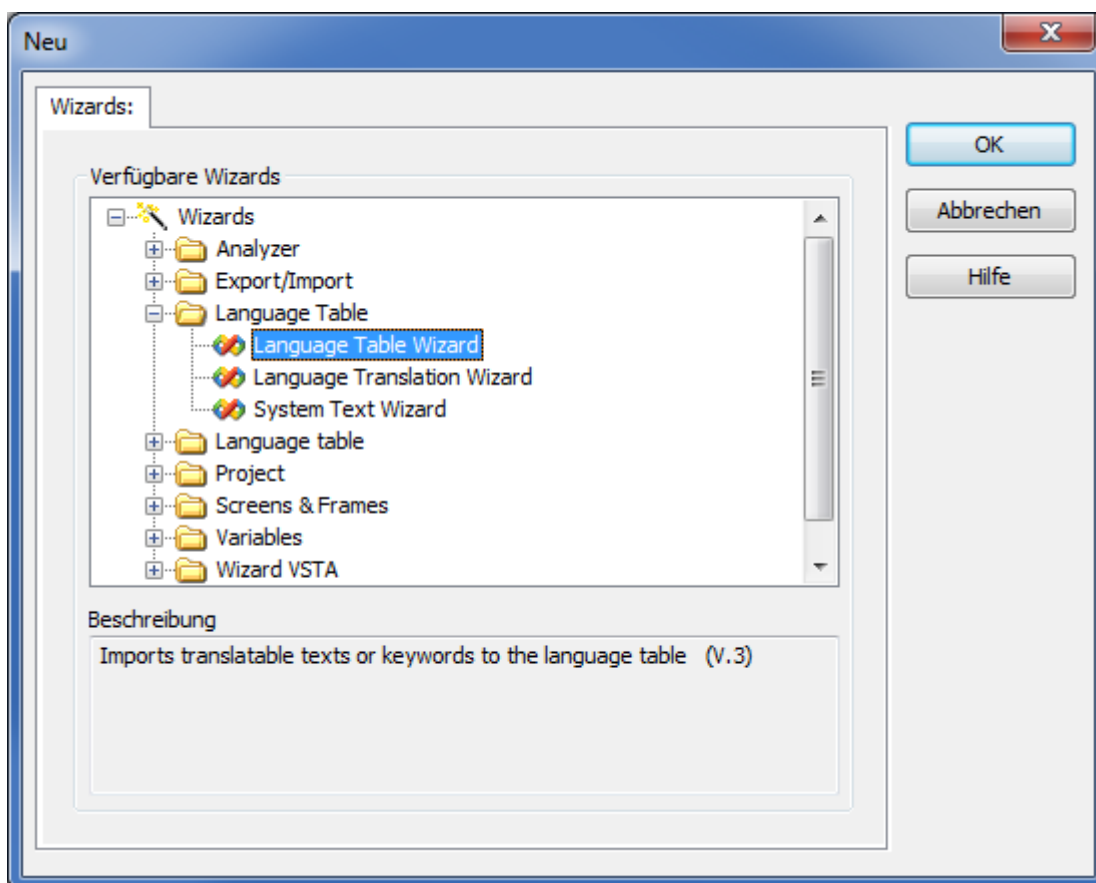 Neu
Wizards:
OK
Abbrechen
Hilfe
Verfügbare Wizards
Wizards
Analyzer
Export/Import
Language Table
Language Table Wizard
Language Translation Wizard
System Text Wizard
Language table
Project
Screens & Frames
Variables
Wizard VSTA
Beschreibung
Imports translatable texts or keywords to the language table (V.3)